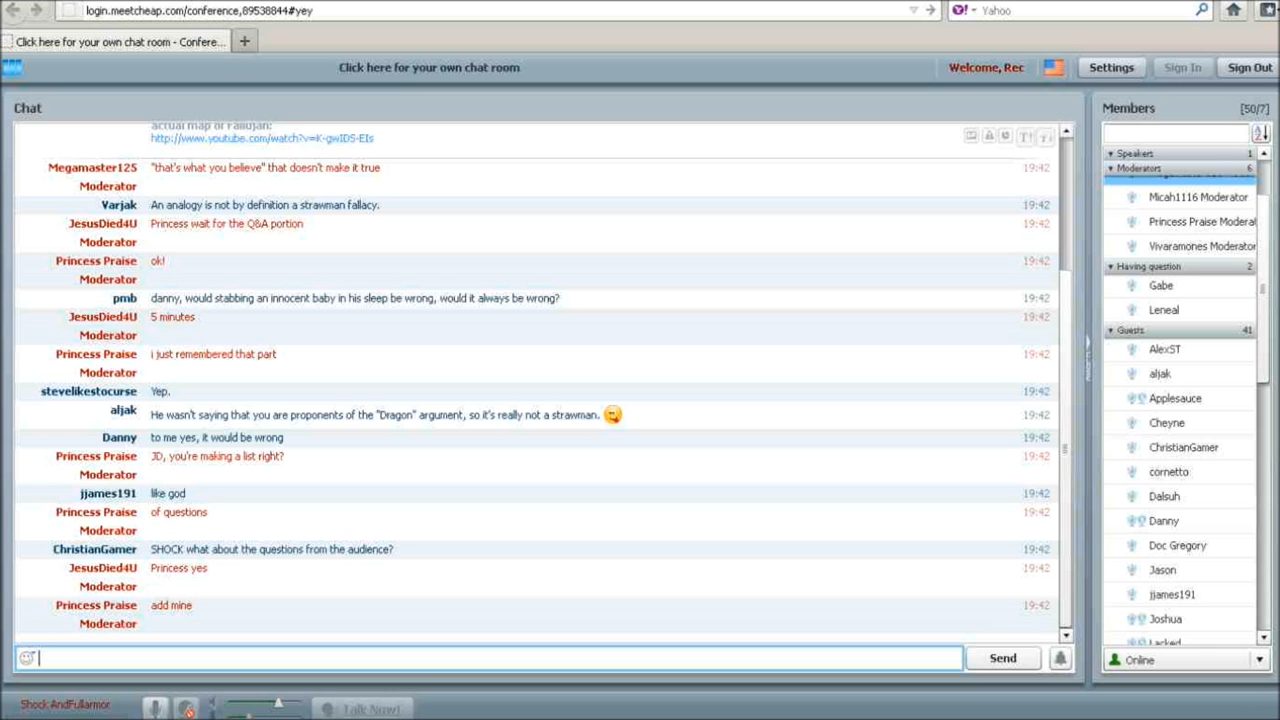 login.meetcheap.com/conference,89538844#yey
Yahoo
Click here for your own chat room - Confere...
Click here for your own chat room
Welcome, Rec
Settings
Sign In
Sign Out
Chat
Members
[50/?]
actual map of Fallujah:
http://www.youtube.com/watch?v=K-gwID5-EIs
Megamaster125 Moderator "that's what you believe" that doesn't make it true 19:42
Varjak An analogy is not by definition a strawman fallacy. 19:42
JesusDied4U Moderator Princess wait for the Q&A portion 19:42
Princess Praise Moderator ok! 19:42
pmb danny, would stabbing an innocent baby in his sleep be wrong, would it always be wrong? 19:42
JesusDied4U Moderator 5 minutes 19:42
Princess Praise Moderator i just remembered that part 19:42
stevelikestocurse Yep. 19:42
aljak He wasn't saying that you are proponents of the "Dragon" argument, so it's really not a strawman. 19:42
Danny to me yes, it would be wrong 19:42
Princess Praise Moderator JD, you're making a list right? 19:42
jjames191 like god 19:42
Princess Praise Moderator of questions 19:42
ChristianGamer SHOCK what about the questions from the audience? 19:42
JesusDied4U Moderator Princess yes 19:42
Princess Praise Moderator add mine 19:42
Send
Speakers 1
Moderators 6
Micah1116 Moderator
Princess Praise Moderat
Vivaramones Moderator
Having question 2
Gabe
Leneal
Guests 41
AlexST
aljak
Applesauce
Cheyne
ChristianGamer
cornetto
Dalsuh
Danny
Doc Gregory
Jason
jjames191
Joshua
Lacked
Online
Shock AndFullarmor
Talk Now!